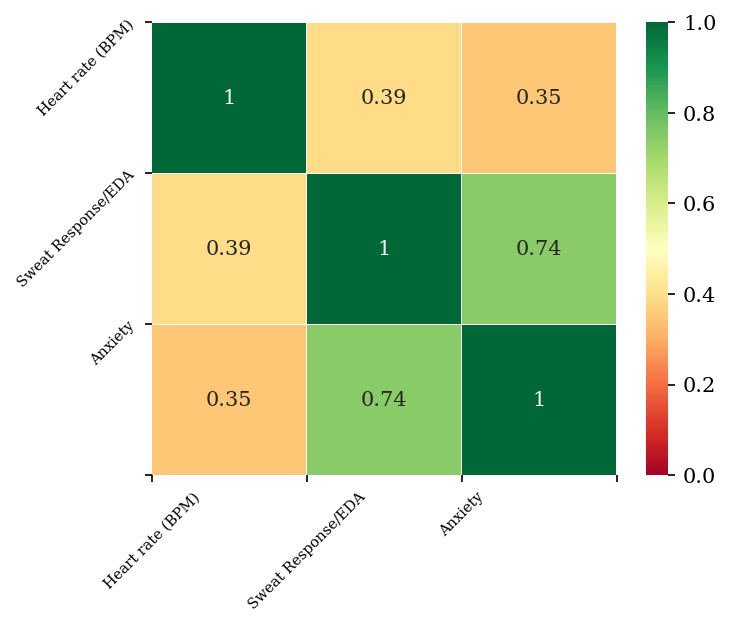 Heart rate (BPM)
1
0.39
0.35
Sweat Response/EDA
0.39
1
0.74
Anxiety
0.35
0.74
1
Heart rate (BPM)
Sweat Response/EDA
Anxiety
1.0
0.8
0.6
0.4
0.2
0.0